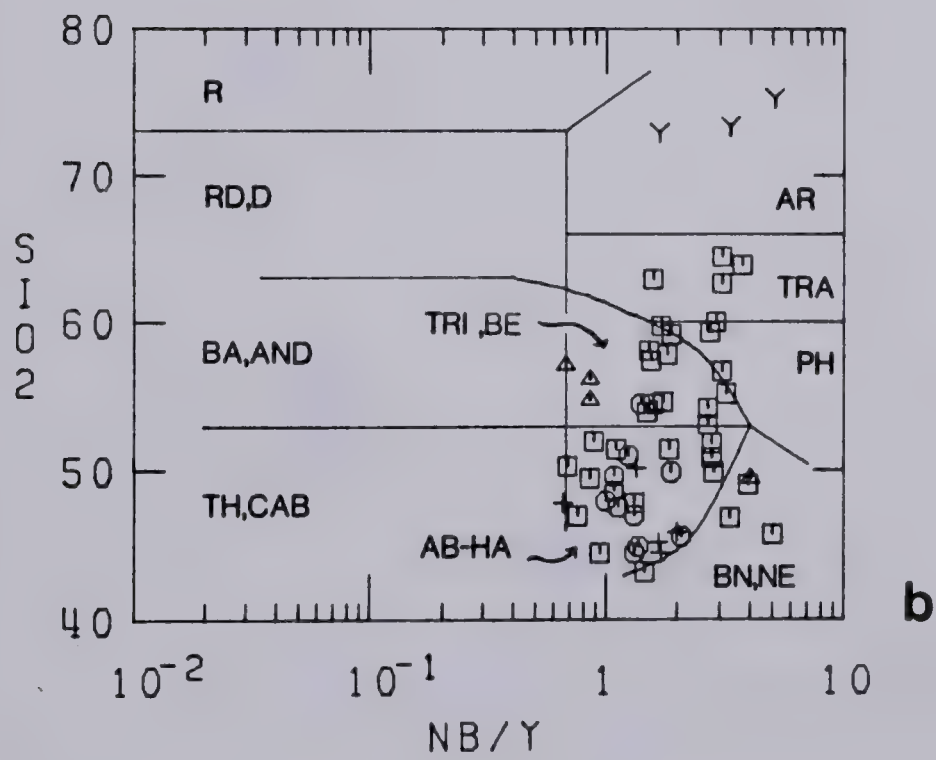 80
R
70
RD,D
AR
SIO2
TRA
60
TRI,BE
BA,AND
PH
50
TH,CAB
AB-HA
BN,NE
40
b
10-2
10-1
1
10
NB/Y